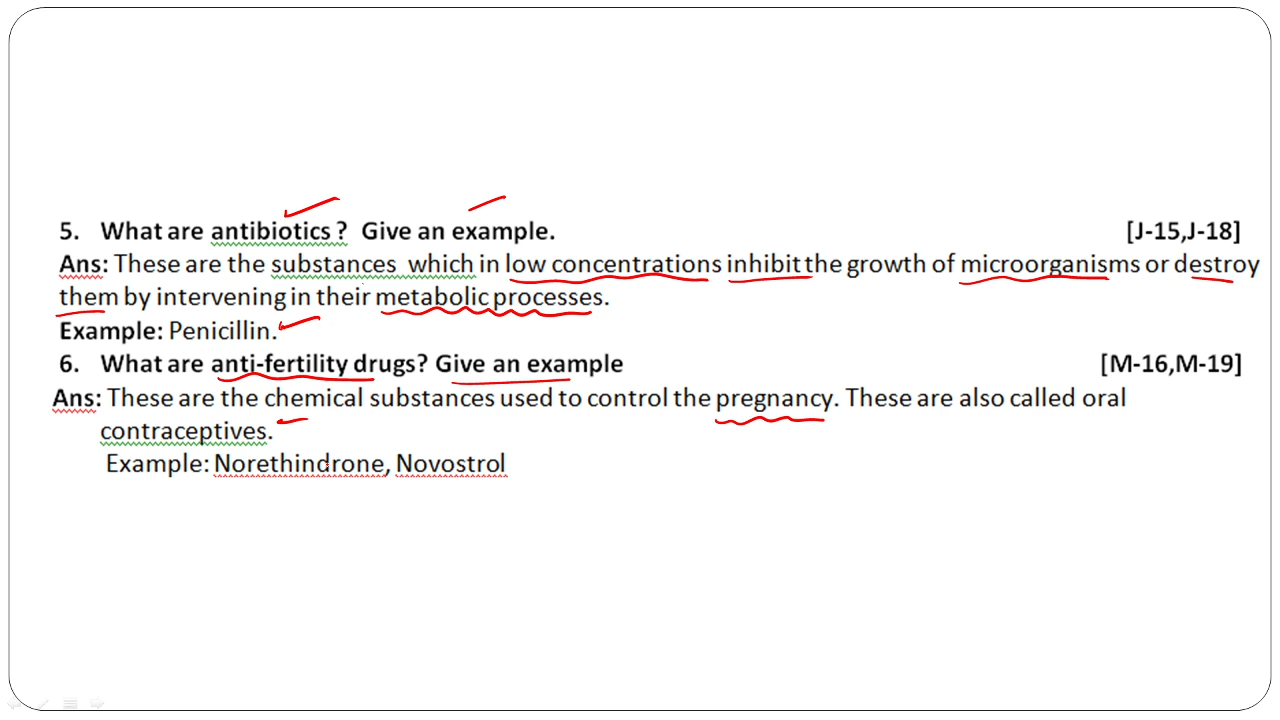 5. What are antibiotics ? Give an example. [J-15,J-18]
Ans: These are the substances which in low concentrations inhibit the growth of microorganisms or destroy
them by intervening in their metabolic processes.
Example: Penicillin.
6. What are anti-fertility drugs? Give an example [M-16,M-19]
Ans: These are the chemical substances used to control the pregnancy. These are also called oral
contraceptives.
Example: Norethindrone, Novostrol